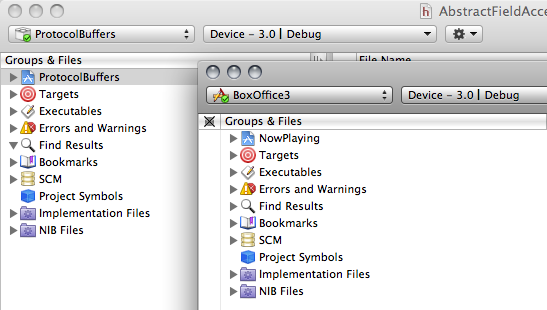 AbstractFieldAcce
ProtocolBuffers
Device - 3.0 | Debug
Groups & Files
File Name
ProtocolBuffers
Targets
Executables
Errors and Warnings
Find Results
Bookmarks
SCM
Project Symbols
Implementation Files
NIB Files
BoxOffice3
Device - 3.0 | Debug
Groups & Files
NowPlaying
Targets
Executables
Errors and Warnings
Find Results
Bookmarks
SCM
Project Symbols
Implementation Files
NIB Files